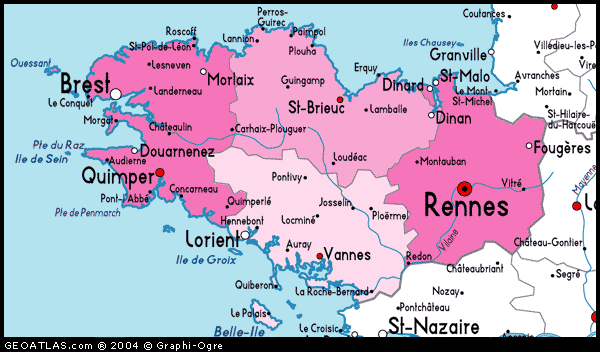 Perros-
Guirec
Coutances
Roscoff
Paimpol
Lannion
St-Pol-de-Léon
Plouha
Iles Chausey
Granville
Villedieu-les-Po
Ouessant
Lesneven
Morlaix
Erquy
St-Malo
Vire
Brest
Guingamp
Dinard
Avranches
Landerneau
Le Mont-
St-Michel
Mortain
Le Conquet
St-Brieuc
Lamballe
St-Hilaire-
du-Harcouë
Morgat
Dinan
Châteaulin
Carhaix-Plouguer
Pte du Raz
Douarnenez
Fougères
Ile de Sein
Audierne
Loudéac
Montauban
Quimper
Pontivy
Vitré
Mayenne
Pont-l'Abbé
Concarneau
Quimperlé
Josselin
Rennes
Pte de Penmarch
Hennebont
Locminé
Ploërmel
Lorient
Vilaine
Auray
Château-Gontier
Ile de Groix
Vannes
Redon
Châteaubriant
Segré
Quiberon
La Roche-Bernard
Nozay
Pontchâteau
Le Palais
Belle-Ile
Le Croisic
St-Nazaire
Ancenis
GEOATLAS.com © 2004 © Graphi-Ogre